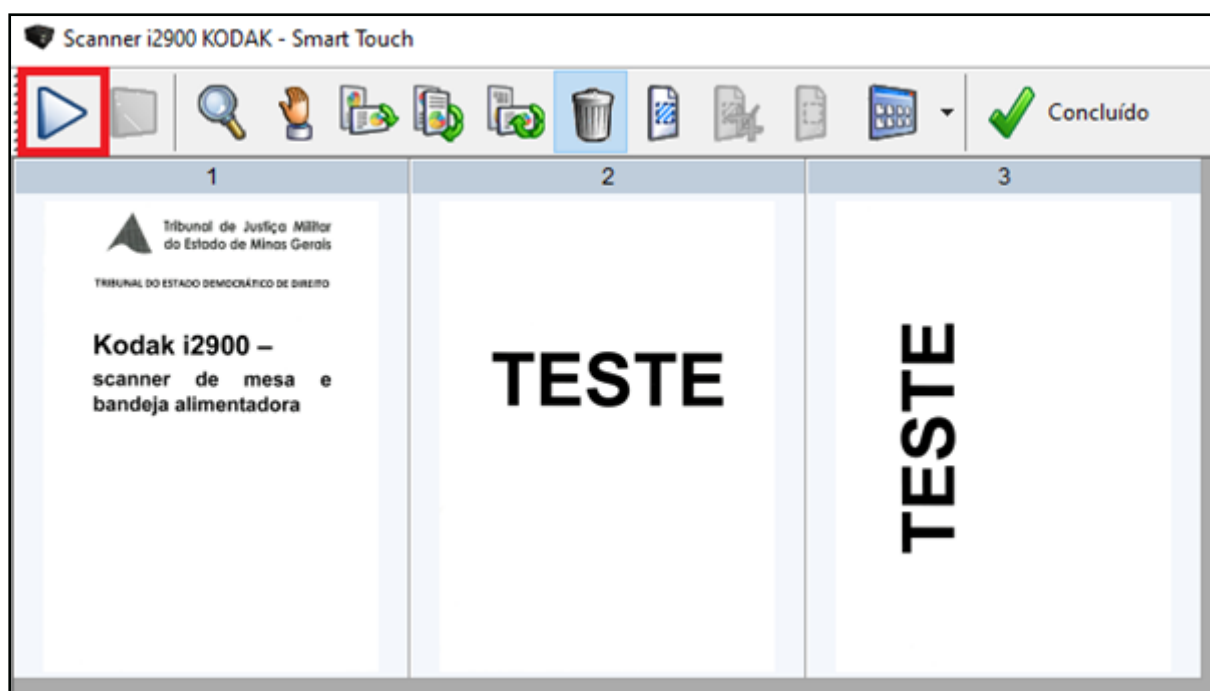 Scanner i2900 KODAK - Smart Touch
Concluído
1
2
3
Tribunal de Justiça Militar
do Estado de Minas Gerais
TRIBUNAL DO ESTADO DEMOCRÁTICO DE DIREITO
Kodak i2900 –
scanner de mesa e
bandeja alimentadora
TESTE
TESTE